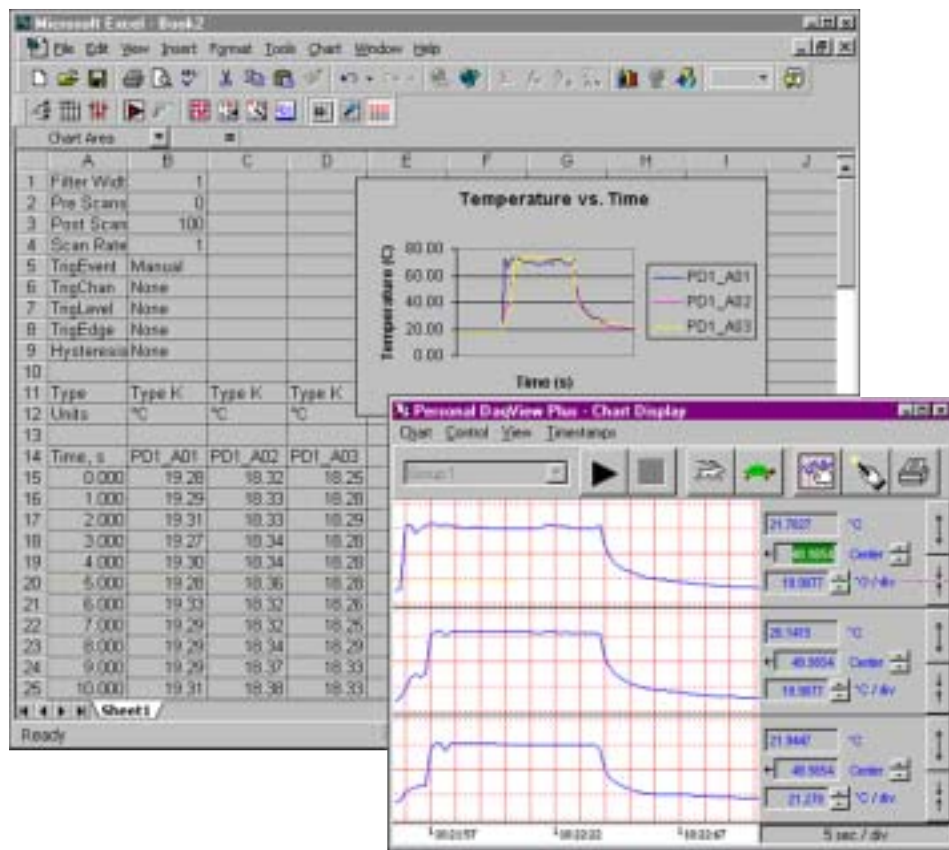 Microsoft Excel - Book2
File Edit View Insert Format Tools Chart Window Help
Chart Area =
A B C D E F G H I J
1 Filter Widt 1
2 Pre Scans 0
3 Post Scan 100
4 Scan Rate 1
5 TrigEvent Manual
6 TrigChan None
7 TrigLevel None
8 TrigEdge None
9 Hysteresis None
10
11 Type Type K Type K Type K
12 Units °C °C °C
13
14 Time, s PD1_A01 PD1_A02 PD1_A03
15 0.000 19.28 18.32 18.25
16 1.000 19.29 18.33 18.28
17 2.000 19.31 18.33 18.29
18 3.000 19.27 18.34 18.28
19 4.000 19.30 18.34 18.28
20 5.000 19.28 18.36 18.28
21 6.000 19.33 18.32 18.26
22 7.000 19.29 18.32 18.25
23 8.000 19.29 18.34 18.29
24 9.000 19.29 18.37 18.33
25 10.000 19.31 18.38 18.33
Sheet1
Ready
Temperature vs. Time
Temperature (C)
80.00
60.00
40.00
20.00
0.00
Time (s)
PD1_A01
PD1_A02
PD1_A03
Personal DaqView Plus - Chart Display
Chart Control View Timestamps
Group 1
°C
Center
°C / div
°C
48.9854 Center
°C / div
°C
48.9854 Center
21.278 °C / div
5 sec. / div